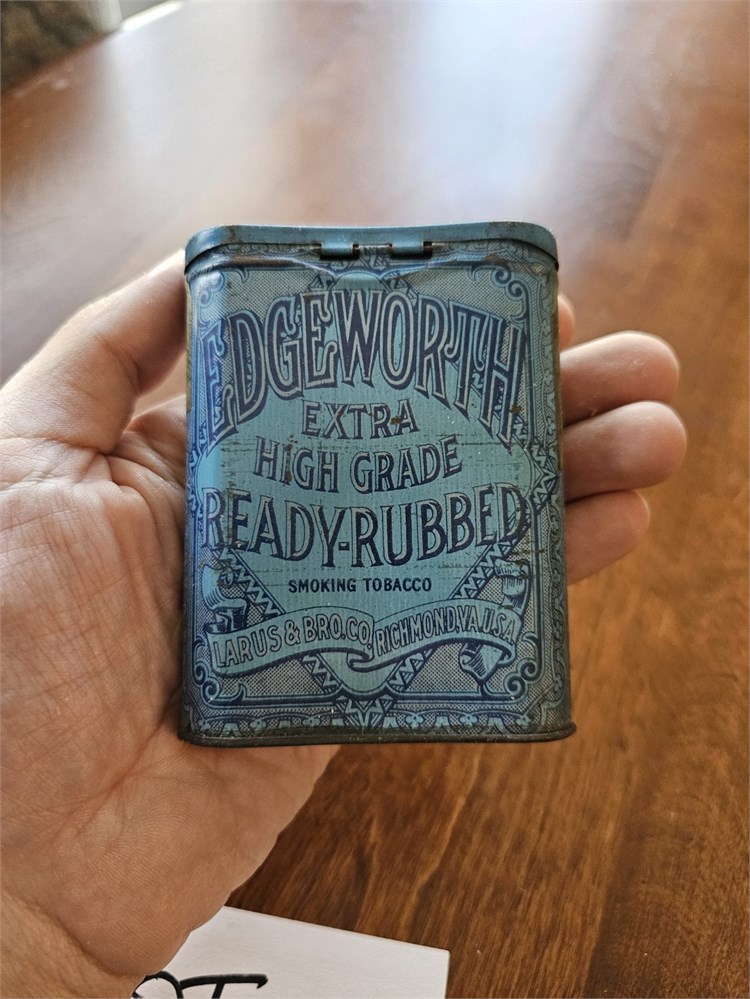 EDGEWORTH
EXTRA
HIGH GRADE
READY-RUBBED
SMOKING TOBACCO
LARUS & BRO.CO. RICHMOND,VA.U.S.A.